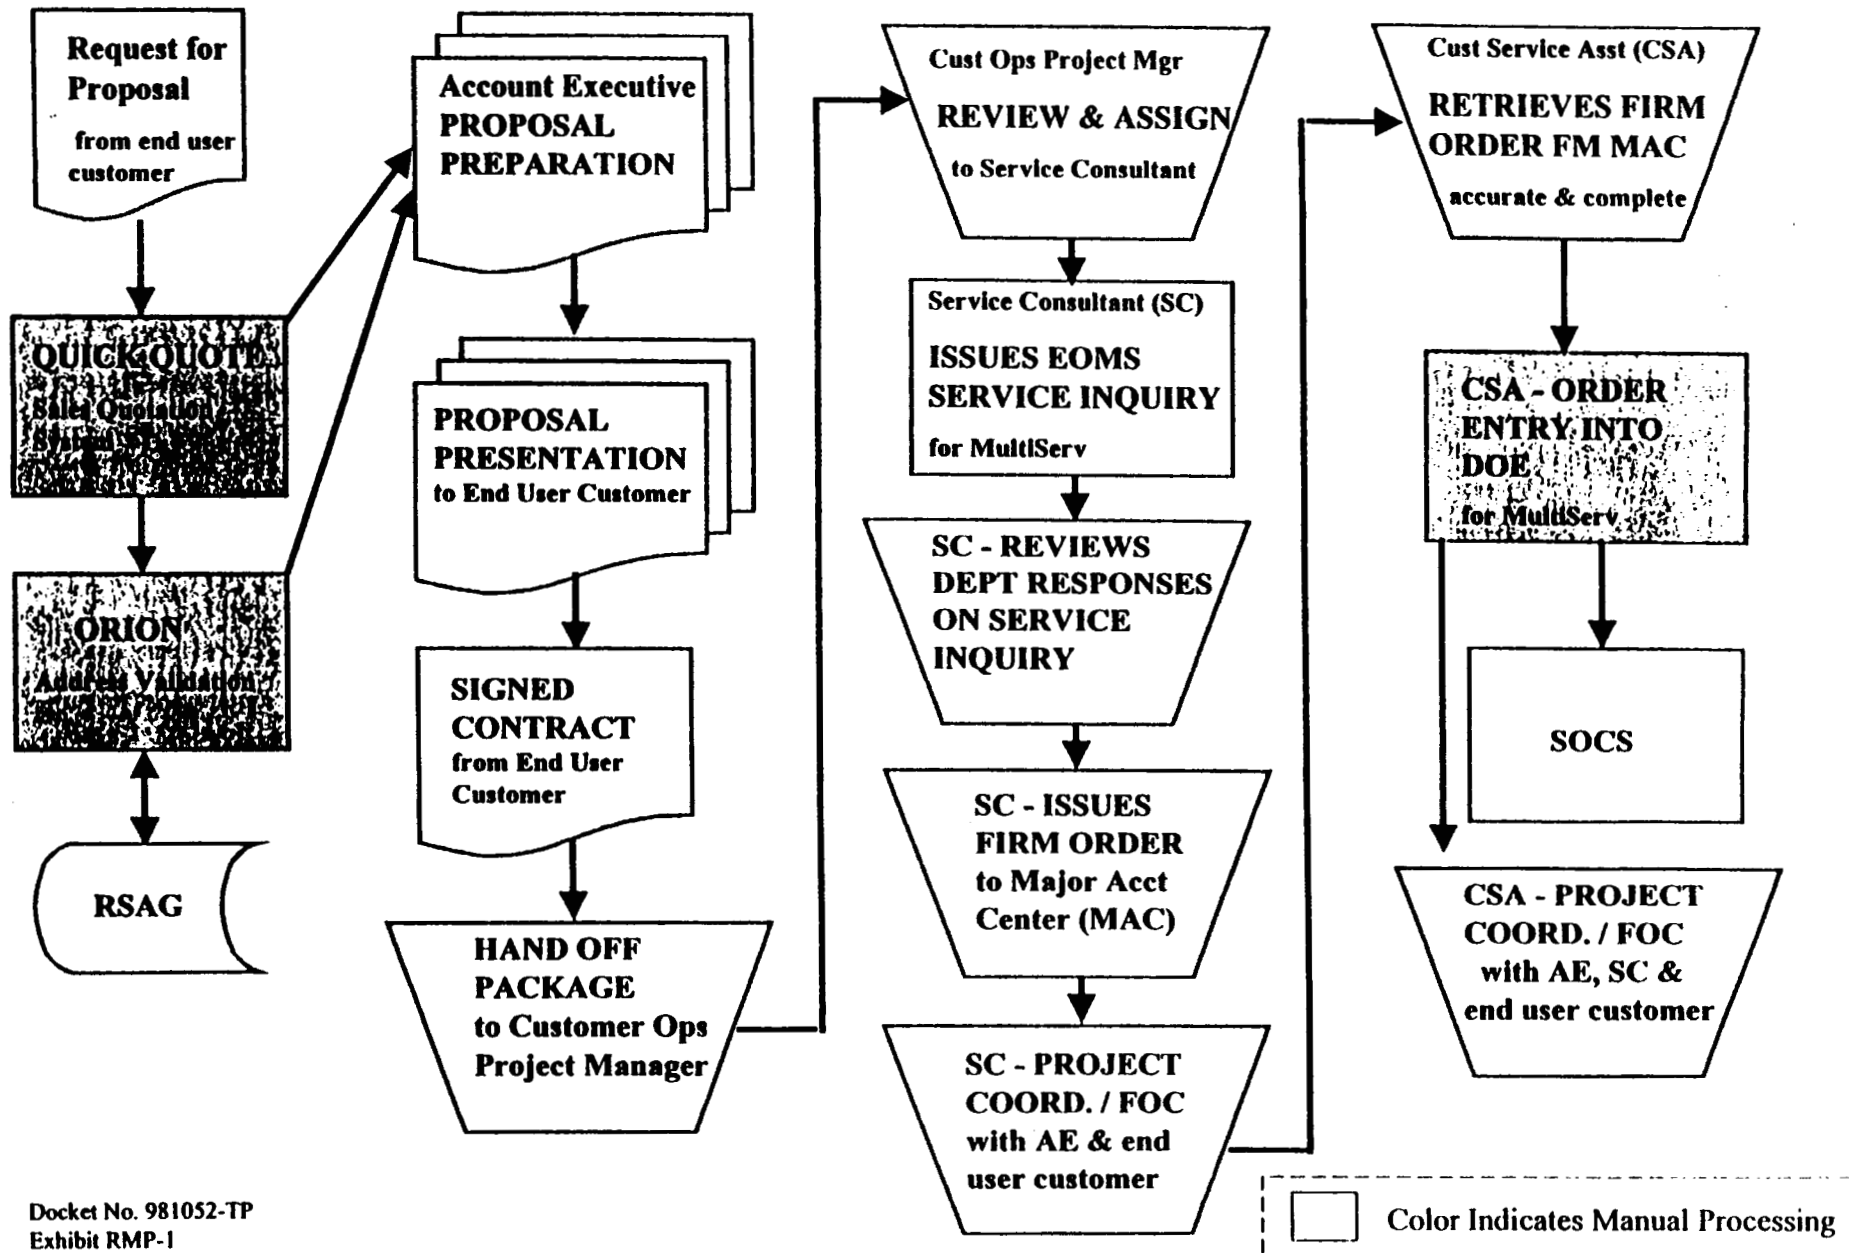 Request for
Proposal
from end user
customer
QUICK QUOTE
Sales Quotation
System
ORION
Address Validation
RSAG
Account Executive
PROPOSAL
PREPARATION
PROPOSAL
PRESENTATION
to End User Customer
SIGNED
CONTRACT
from End User
Customer
HAND OFF
PACKAGE
to Customer Ops
Project Manager
Cust Ops Project Mgr
REVIEW & ASSIGN
to Service Consultant
Service Consultant (SC)
ISSUES EOMS
SERVICE INQUIRY
for MultiServ
SC - REVIEWS
DEPT RESPONSES
ON SERVICE
INQUIRY
SC - ISSUES
FIRM ORDER
to Major Acct
Center (MAC)
SC - PROJECT
COORD. / FOC
with AE & end
user customer
Cust Service Asst (CSA)
RETRIEVES FIRM
ORDER FM MAC
accurate & complete
CSA - ORDER
ENTRY INTO
DOE
for MultiServ
SOCS
CSA - PROJECT
COORD. / FOC
with AE, SC &
end user customer
Docket No. 981052-TP
Exhibit RMP-1
Color Indicates Manual Processing